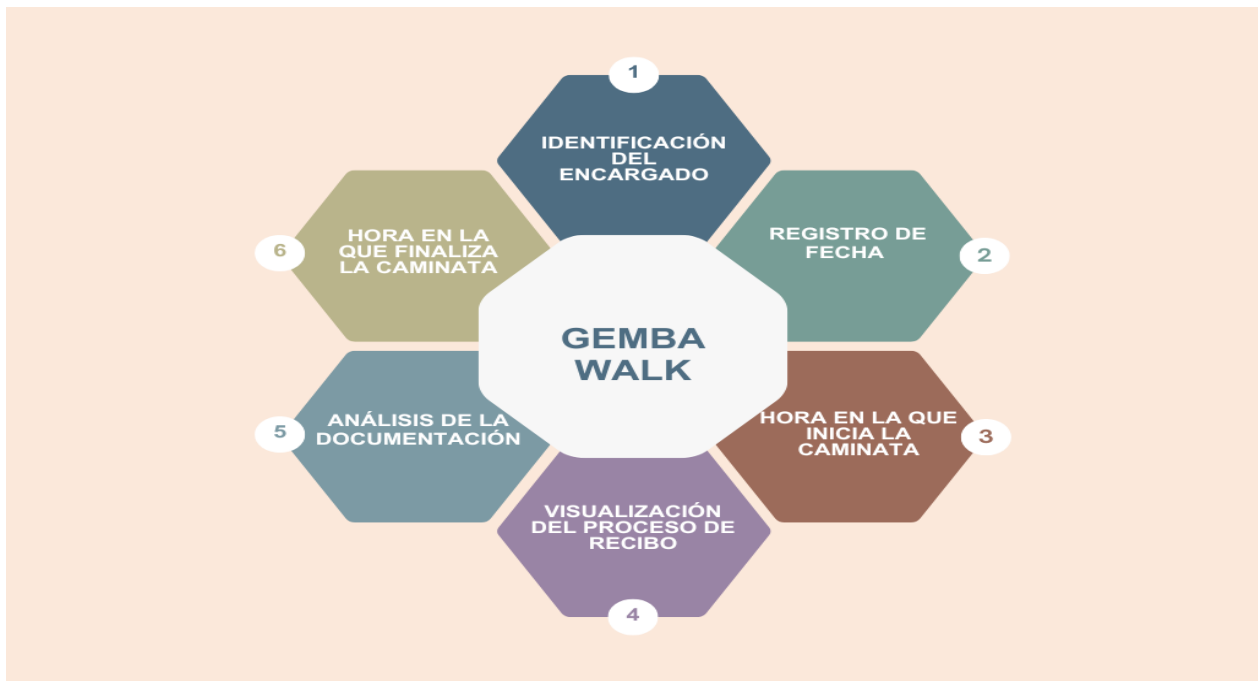 1
IDENTIFICACIÓN
DEL
ENCARGADO
2
REGISTRO DE
FECHA
3
HORA EN LA QUE
INICIA LA
CAMINATA
4
VISUALIZACIÓN
DEL PROCESO DE
RECIBO
5
ANÁLISIS DE LA
DOCUMENTACIÓN
6
HORA EN LA
QUE FINALIZA
LA CAMINATA
GEMBA
WALK